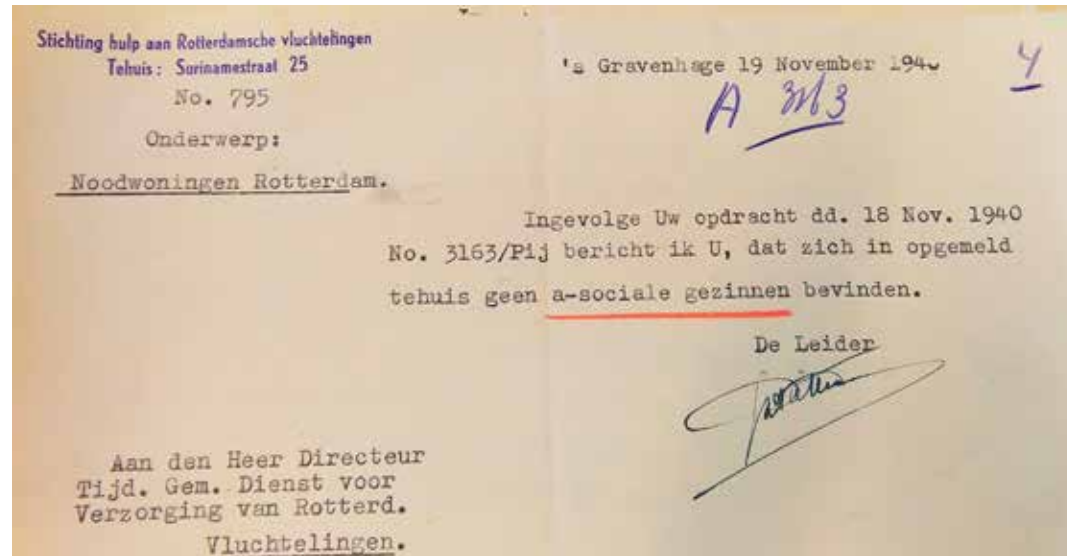 Stichting hulp aan Rotterdamsche vluchtelingen
Tehuis: Surinamestraat 25
No. 795
's Gravenhage 19 November 194
4
A 3163
Onderwerp:
Noodwoningen Rotterdam.
Ingevolge Uw opdracht dd. 18 Nov. 1940
No. 3163/Pij bericht ik U, dat zich in opgemeld
tehuis geen a-sociale gezinnen bevinden.
De Leider
Aan den Heer Directeur
Tijd. Gem. Dienst voor
Verzorging van Rotterd.
Vluchtelingen.